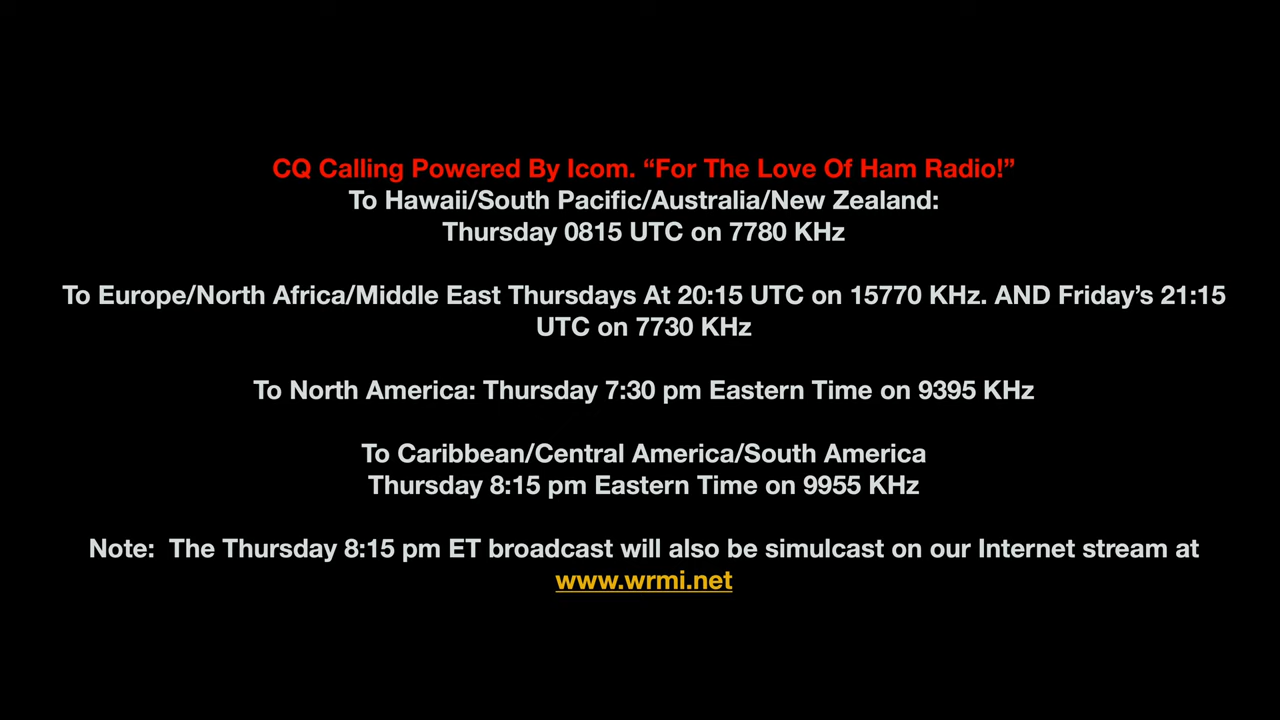 CQ Calling Powered By Icom. “For The Love Of Ham Radio!”
To Hawaii/South Pacific/Australia/New Zealand:
Thursday 0815 UTC on 7780 KHz
To Europe/North Africa/Middle East Thursdays At 20:15 UTC on 15770 KHz. AND Friday’s 21:15
UTC on 7730 KHz
To North America: Thursday 7:30 pm Eastern Time on 9395 KHz
To Caribbean/Central America/South America
Thursday 8:15 pm Eastern Time on 9955 KHz
Note:  The Thursday 8:15 pm ET broadcast will also be simulcast on our Internet stream at
www.wrmi.net